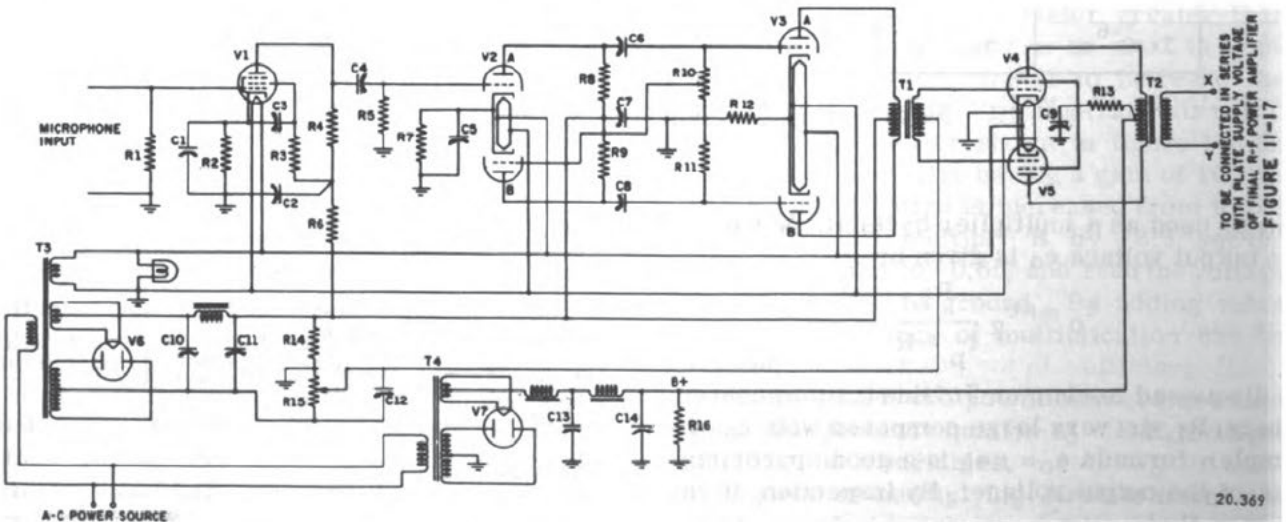 V1
MICROPHONE
INPUT
R1
C1
R2
C3
R3
C2
R4
R6
C4
R5
V2
A
B
R7
C5
R8
R9
C6
C7
C8
R10
R11
R12
V3
A
B
T1
V4
V5
C9
R13
T2
X
Y
TO BE CONNECTED IN SERIES
WITH PLATE SUPPLY VOLTAGE
OF FINAL R-F POWER AMPLIFIER
FIGURE 11-17
T3
V6
C10
C11
R14
R15
C12
T4
V7
C13
C14
B+
R16
A-C POWER SOURCE
20.369